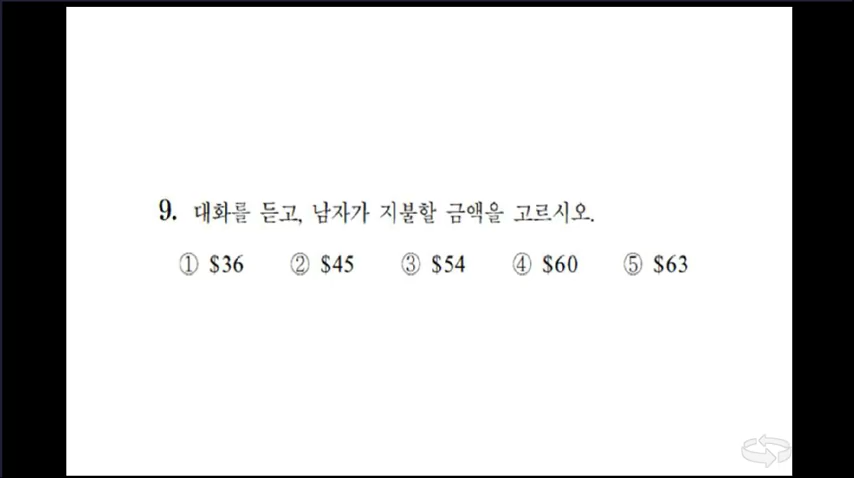 9. 대화를 듣고, 남자가 지불할 금액을 고르시오.
① $36 ② $45 ③ $54 ④ $60 ⑤ $63